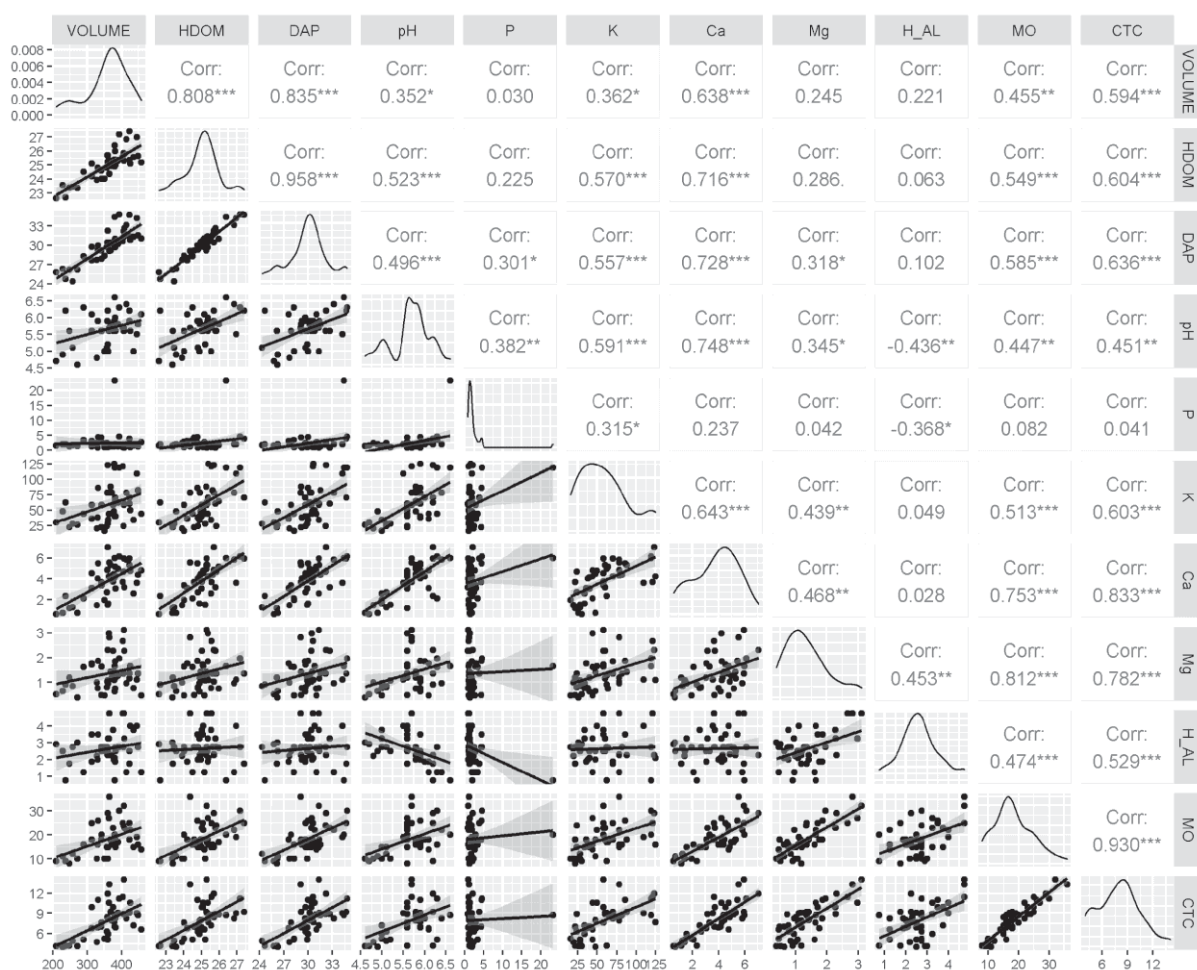 VOLUME HDOM DAP pH P K Ca Mg H_AL MO CTC
0.008
0.006
0.004
0.002
0.000
Corr: Corr: Corr: Corr: Corr: Corr: Corr: Corr: Corr: Corr:
0.808*** 0.835*** 0.352* 0.030 0.362* 0.638*** 0.245 0.221 0.455** 0.594***
VOLUME
27
26
25
24
23
Corr: Corr: Corr: Corr: Corr: Corr: Corr: Corr: Corr:
0.958*** 0.523*** 0.225 0.570*** 0.716*** 0.286. 0.063 0.549*** 0.604***
HDOM
33
30
27
24
Corr: Corr: Corr: Corr: Corr: Corr: Corr: Corr:
0.496*** 0.301* 0.557*** 0.728*** 0.318* 0.102 0.585*** 0.636***
DAP
6.5
6.0
5.5
5.0
4.5
Corr: Corr: Corr: Corr: Corr: Corr: Corr:
0.382** 0.591*** 0.748*** 0.345* -0.436** 0.447** 0.451**
pH
20
15
10
5
0
Corr: Corr: Corr: Corr: Corr: Corr:
0.315* 0.237 0.042 -0.368* 0.082 0.041
P
125
100
75
50
25
Corr: Corr: Corr: Corr: Corr:
0.643*** 0.439** 0.049 0.513*** 0.603***
K
6
4
2
Corr: Corr: Corr: Corr:
0.468** 0.028 0.753*** 0.833***
Ca
3
2
1
Corr: Corr: Corr:
0.453** 0.812*** 0.782***
Mg
4
3
2
1
Corr: Corr:
0.474*** 0.529***
H_AL
30
20
10
Corr:
0.930***
MO
12
9
6
CTC
200 300 400 23 24 25 26 27 24 27 30 33 4.5 5.0 5.5 6.0 6.5 0 5 10 15 20 25 50 75 100 125 2 4 6 1 2 3 1 2 3 4 10 20 30 6 9 12